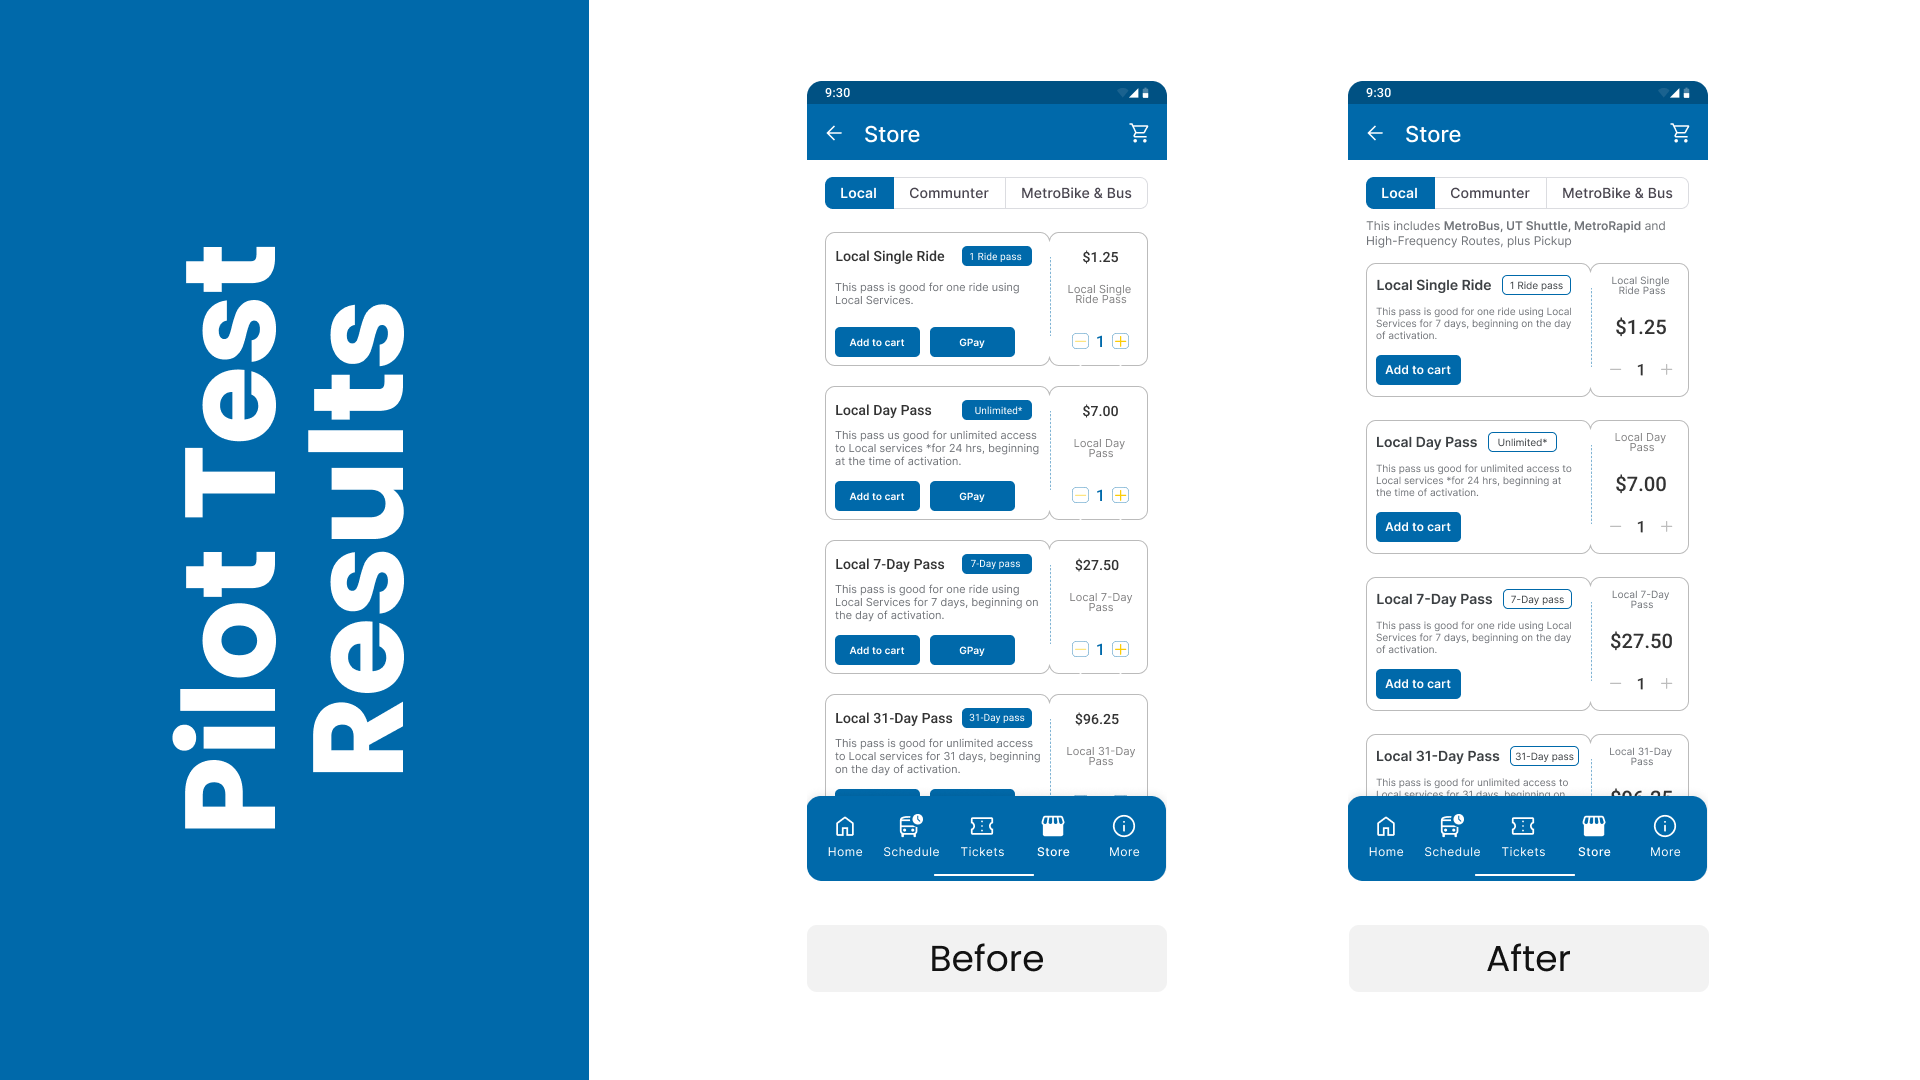 Pilot Test
Results
9:30
Store
Local
Communter
MetroBike & Bus
Local Single Ride
1 Ride pass
This pass is good for one ride using
Local Services.
Add to cart
GPay
$1.25
Local Single
Ride Pass
1
Local Day Pass
Unlimited*
This pass us good for unlimited access
to Local services *for 24 hrs, beginning
at the time of activation.
Add to cart
GPay
$7.00
Local Day
Pass
1
Local 7-Day Pass
7-Day pass
This pass is good for one ride using
Local Services for 7 days, beginning on
the day of activation.
Add to cart
GPay
$27.50
Local 7-Day
Pass
1
Local 31-Day Pass
31-Day pass
This pass is good for unlimited access
to Local services for 31 days, beginning
on the day of activation.
$96.25
Local 31-Day
Pass
Home
Schedule
Tickets
Store
More
Before
9:30
Store
Local
Communter
MetroBike & Bus
This includes MetroBus, UT Shuttle, MetroRapid and
High-Frequency Routes, plus Pickup
Local Single Ride
1 Ride pass
This pass is good for one ride using Local
Services for 7 days, beginning on the day
of activation.
Add to cart
Local Single
Ride Pass
$1.25
1
Local Day Pass
Unlimited*
This pass us good for unlimited access to
Local services *for 24 hrs, beginning at
the time of activation.
Add to cart
Local Day
Pass
$7.00
1
Local 7-Day Pass
7-Day pass
This pass is good for one ride using Local
Services for 7 days, beginning on the day
of activation.
Add to cart
Local 7-Day
Pass
$27.50
1
Local 31-Day Pass
31-Day pass
This pass is good for unlimited access to
Local services for 31 days, beginning on
Local 31-Day
Pass
$96.25
Home
Schedule
Tickets
Store
More
After